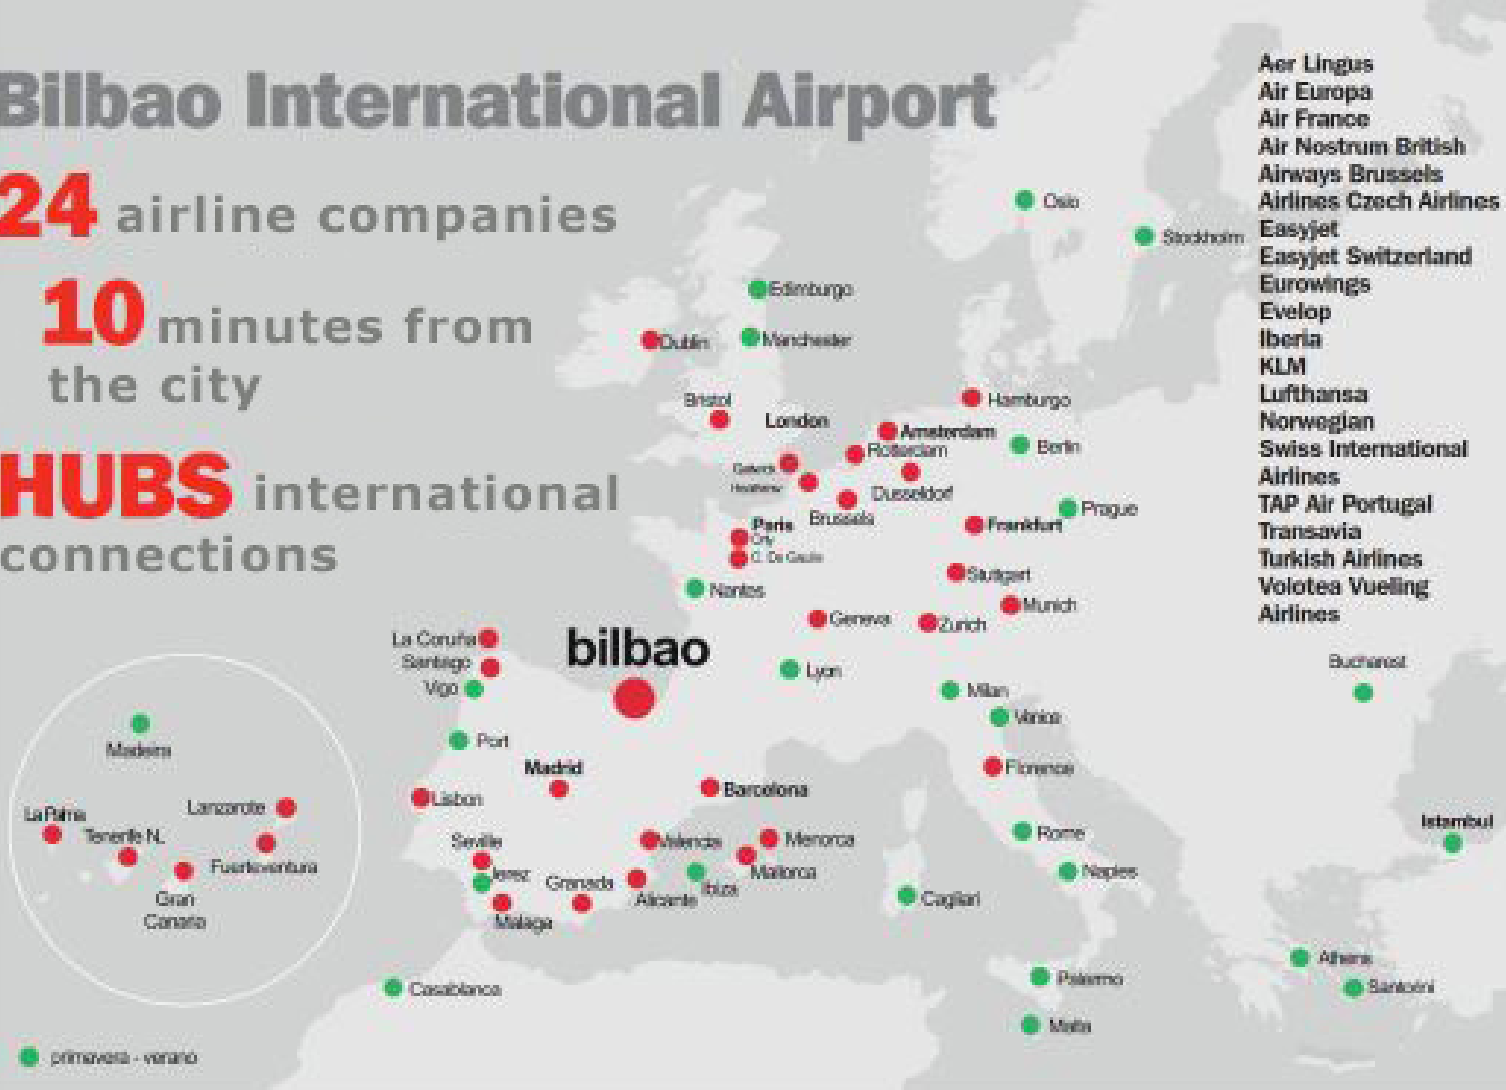 Bilbao International Airport
24 airline companies
10 minutes from
the city
HUBS international
connections
Aer Lingus
Air Europa
Air France
Air Nostrum British
Airways Brussels
Airlines Czech Airlines
Easyjet
Easyjet Switzerland
Eurowings
Evelop
Iberia
KLM
Lufthansa
Norwegian
Swiss International
Airlines
TAP Air Portugal
Transavia
Turkish Airlines
Volotea Vueling
Airlines
Oslo
Stockholm
Edimburgo
Dublin
Manchester
Bristol
London
Hamburgo
Amsterdam
Berlin
Rotterdam
Gatwick
Heathrow
Dusseldorf
Brussels
Prague
Paris
Orly
C. De Gaulle
Frankfurt
Nantes
Stuttgart
Munich
Geneva
Zurich
La Coruña
Santago
Vigo
bilbao
Lyon
Bucharest
Milan
Venice
Port
Madeira
Madrid
Florence
Lisbon
Barcelona
La Palma
Lanzarote
Tenerife N.
Fuerteventura
Gran
Canaria
Seville
Valencia
Menorca
Mallorca
Rome
Istambul
Jerez
Granada
Alicante
Ibiza
Naples
Malaga
Cagliari
Casablanca
Palermo
Athens
Santorini
Malta
primavera - verano